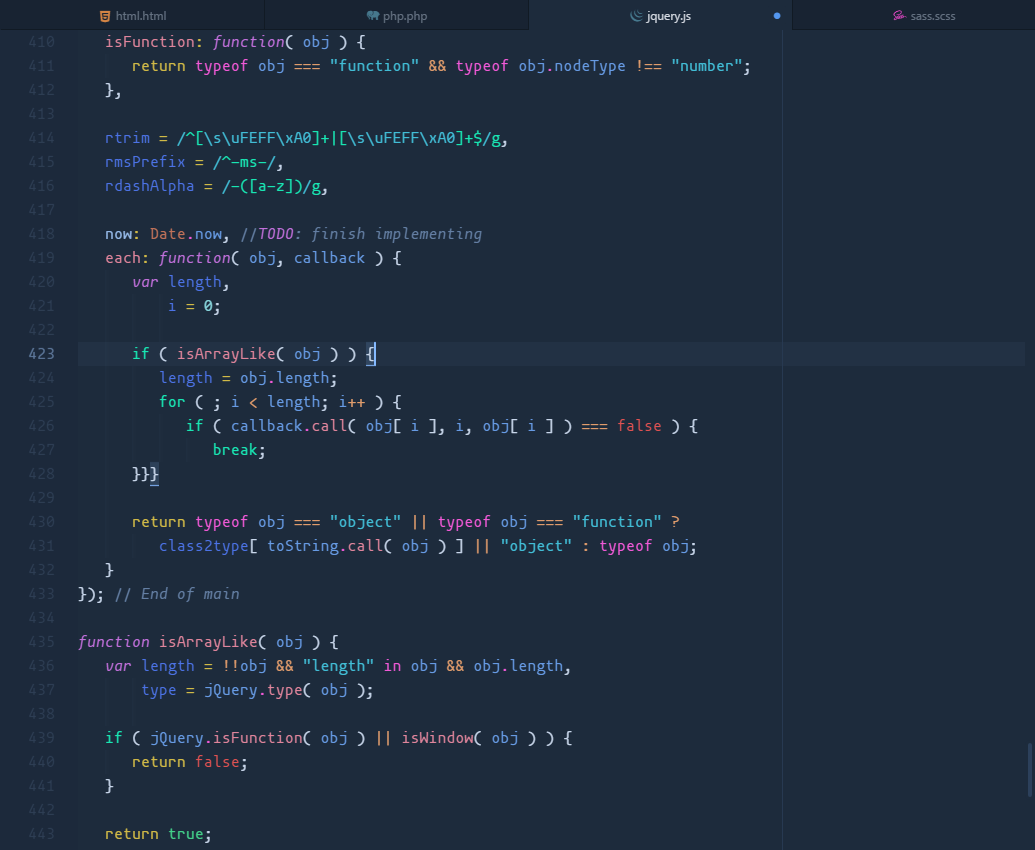 html.html php.php jquery.js sass.scss
410 isFunction: function( obj ) {
411 return typeof obj === "function" && typeof obj.nodeType !== "number";
412 },
413
414 rtrim = /^[\s\uFEFF\xA0]+|[\s\uFEFF\xA0]+$/g,
415 rmsPrefix = /^-ms-/,
416 rdashAlpha = /-([a-z])/g,
417
418 now: Date.now, //TODO: finish implementing
419 each: function( obj, callback ) {
420 var length,
421 i = 0;
422
423 if ( isArrayLike( obj ) ) {
424 length = obj.length;
425 for ( ; i < length; i++ ) {
426 if ( callback.call( obj[ i ], i, obj[ i ] ) === false ) {
427 break;
428 }}}
429
430 return typeof obj === "object" || typeof obj === "function" ?
431 class2type[ toString.call( obj ) ] || "object" : typeof obj;
432 }
433 }); // End of main
434
435 function isArrayLike( obj ) {
436 var length = !!obj && "length" in obj && obj.length,
437 type = jQuery.type( obj );
438
439 if ( jQuery.isFunction( obj ) || isWindow( obj ) ) {
440 return false;
441 }
442
443 return true;